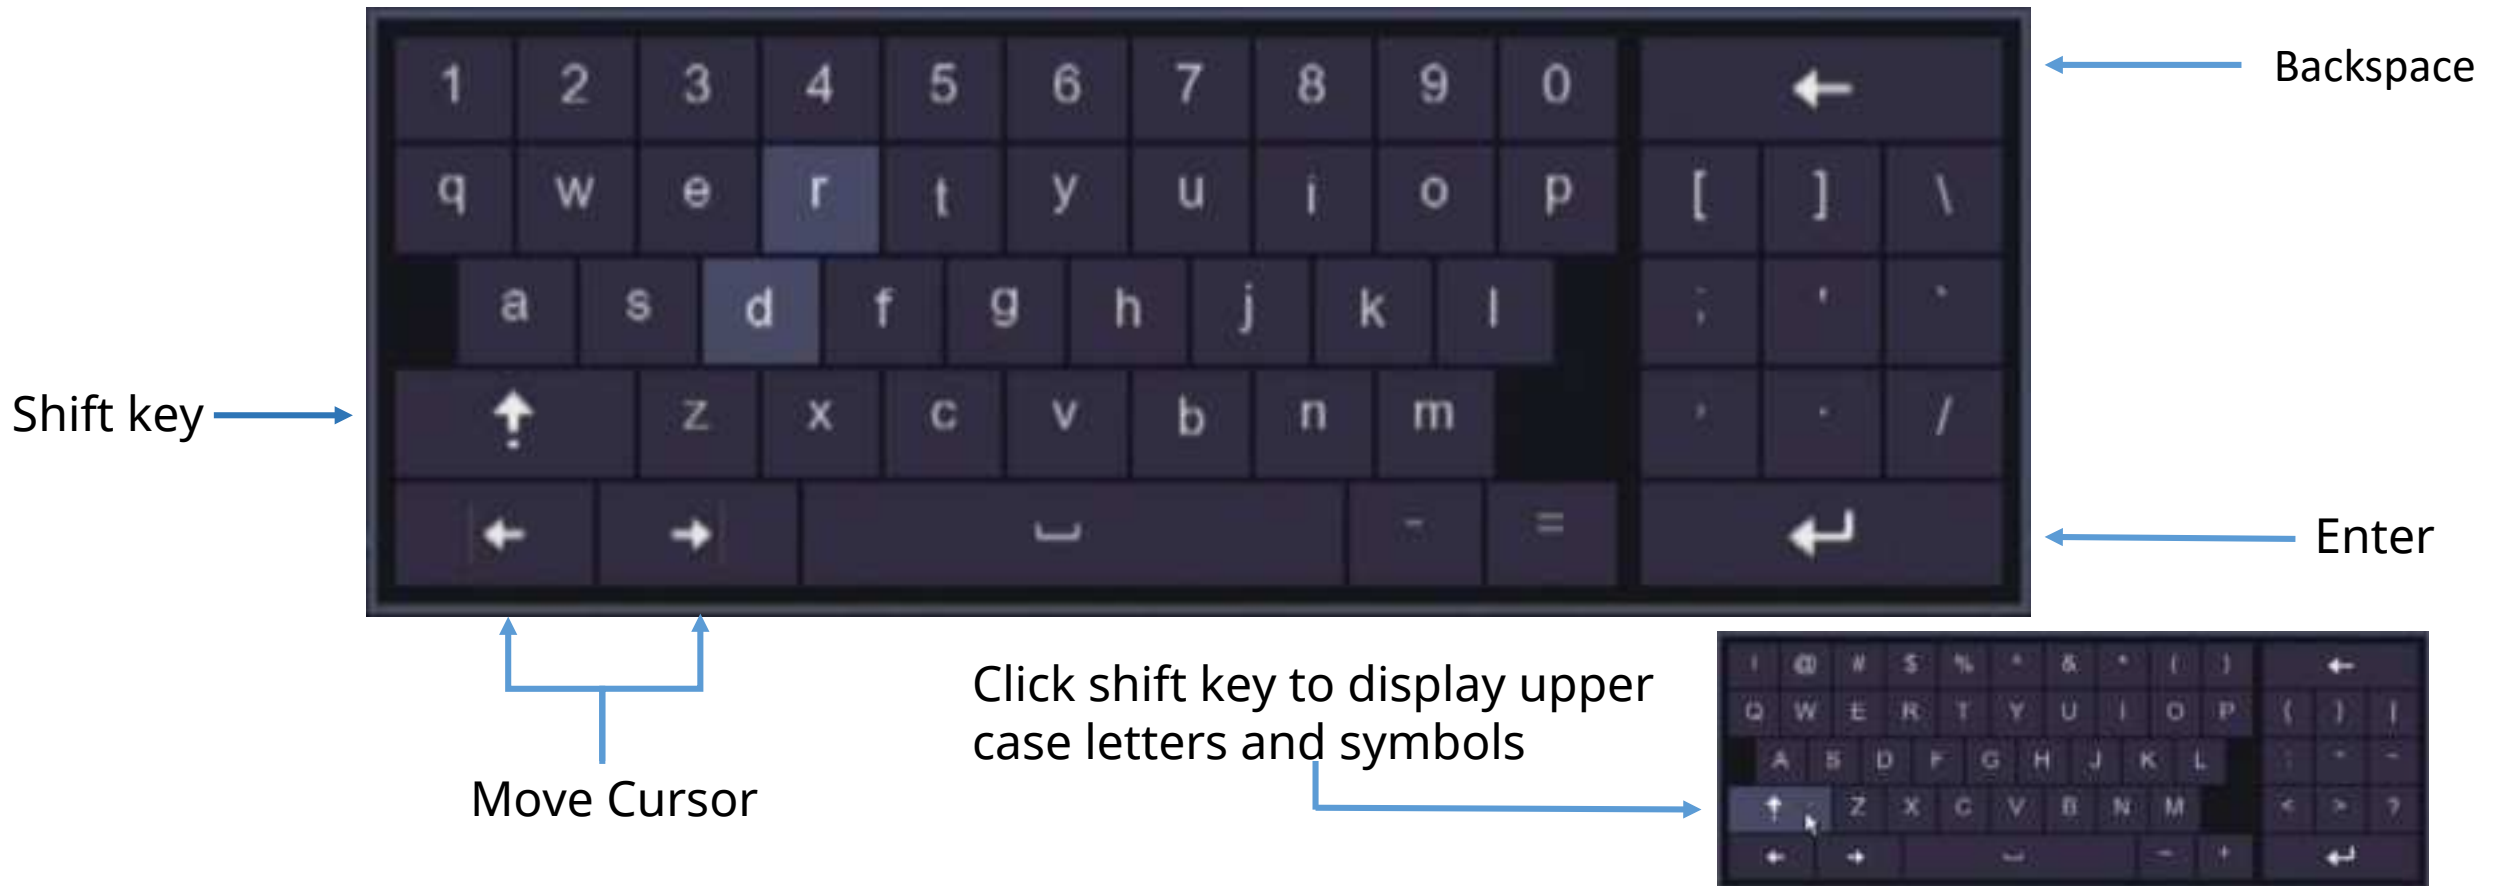 1 2 3 4 5 6 7 8 9 0
Backspace
q w e r t y u i o p [ ] \
a s d f g h j k l ; ' `
Shift key
z x c v b n m , . /
- =
Enter
Click shift key to display upper
case letters and symbols
Move Cursor
! @ # $ % ^ & * ( )
Q W E R T Y U I O P { } |
A S D F G H J K L : " ~
Z X C V B N M < > ?
_ +